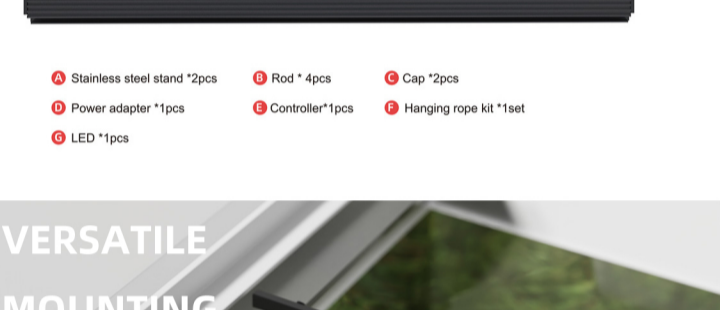 A Stainless steel stand *2pcs B Rod * 4pcs C Cap *2pcs
D Power adapter *1pcs E Controller*1pcs F Hanging rope kit *1set
G LED *1pcs
VERSATILE
MOUNTING